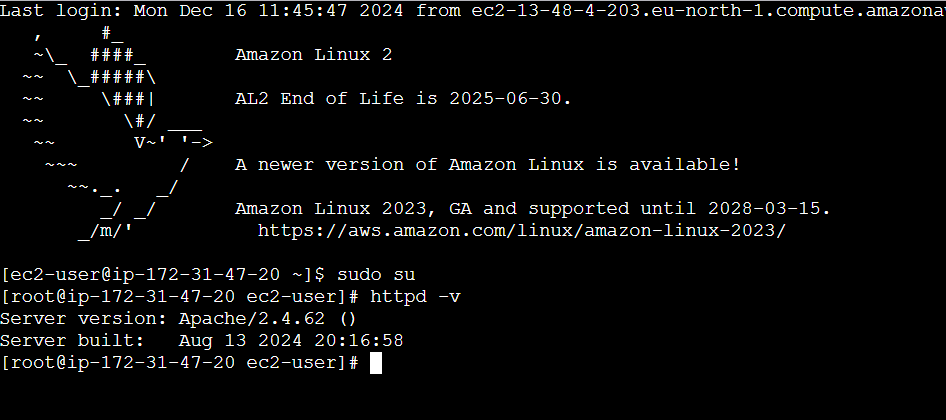 Last login: Mon Dec 16 11:45:47 2024 from ec2-13-48-4-203.eu-north-1.compute.amazona
   ,     #_
   ~\_  ####_        Amazon Linux 2
  ~~  \_#####\
  ~~     \###|       AL2 End of Life is 2025-06-30.
  ~~       \#/ ___
   ~~       V~' '->
    ~~~         /    A newer version of Amazon Linux is available!
      ~~._.   _/
         _/ _/       Amazon Linux 2023, GA and supported until 2028-03-15.
       _/m/'           https://aws.amazon.com/linux/amazon-linux-2023/
[ec2-user@ip-172-31-47-20 ~]$ sudo su
[root@ip-172-31-47-20 ec2-user]# httpd -v
Server version: Apache/2.4.62 ()
Server built:   Aug 13 2024 20:16:58
[root@ip-172-31-47-20 ec2-user]#